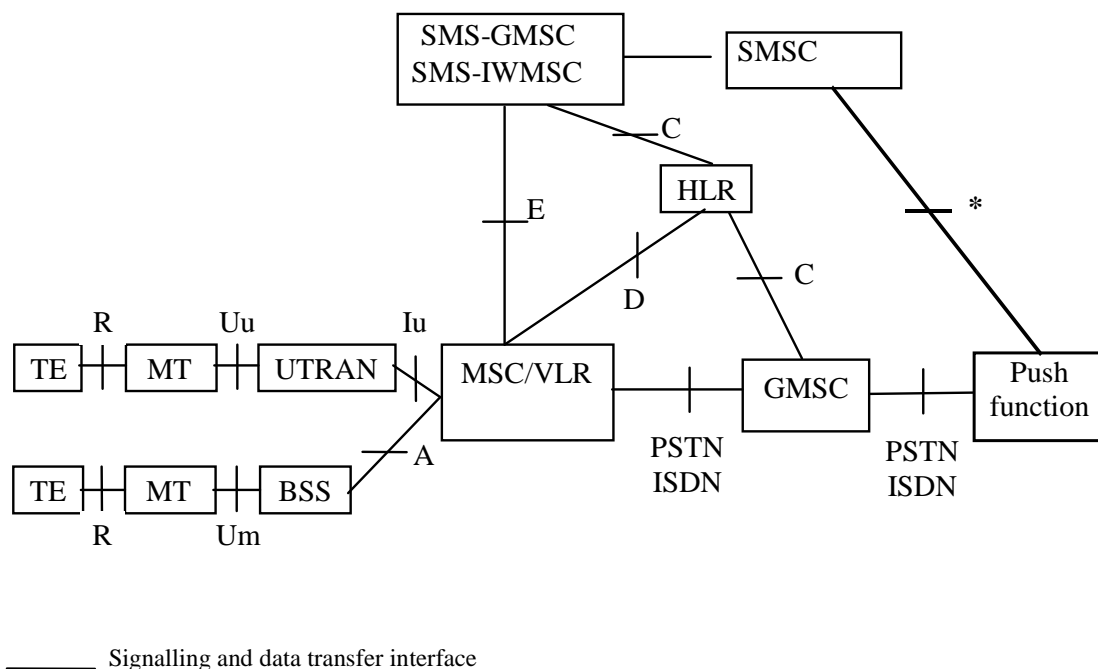 SMS-GMSC
SMS-IWMSC
SMSC
C
HLR
E
*
D
C
R
Uu
Iu
TE
MT
UTRAN
MSC/VLR
GMSC
Push
function
A
PSTN
ISDN
PSTN
ISDN
TE
MT
BSS
R
Um
Signalling and data transfer interface